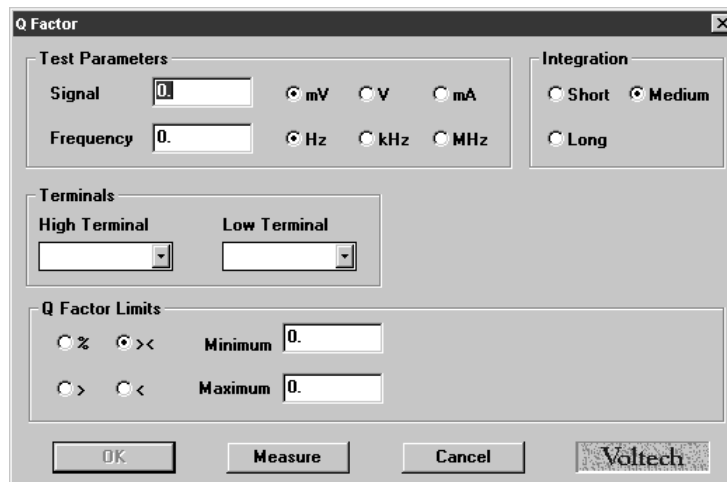 Q Factor
Test Parameters
Signal 0. mV V mA
Frequency 0. Hz kHz MHz
Integration
Short Medium
Long
Terminals
High Terminal Low Terminal
Q Factor Limits
% >< Minimum 0.
> < Maximum 0.
OK Measure Cancel Voltech